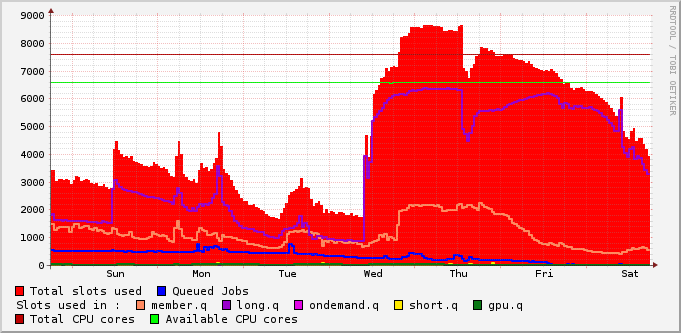 RRDTOOL / TOBI OETIKER
9000
8000
7000
6000
5000
4000
3000
2000
1000
0
Sun Mon Tue Wed Thu Fri Sat
Total slots used Queued Jobs
Slots used in : member.q long.q ondemand.q short.q gpu.q
Total CPU cores Available CPU cores